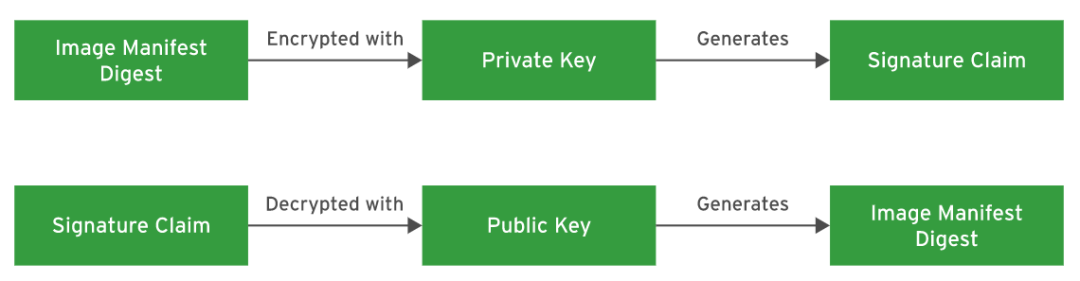 Image Manifest
Digest
Encrypted with
Private Key
Generates
Signature Claim
Signature Claim
Decrypted with
Public Key
Generates
Image Manifest
Digest